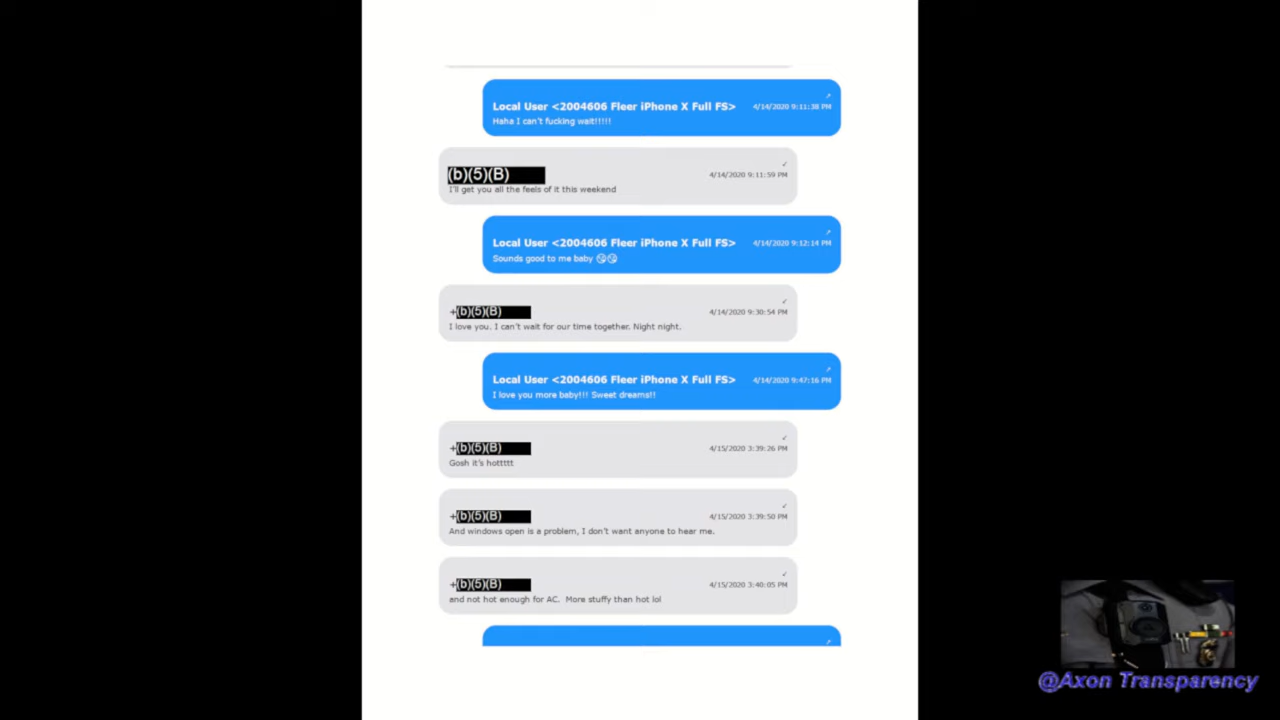 Local User <2004606 Fleer iPhone X Full FS> 4/14/2020 9:11:38 PM
Haha I can't fucking wait!!!!!
(b)(5)(B) 4/14/2020 9:11:59 PM
I'll get you all the feels of it this weekend
Local User <2004606 Fleer iPhone X Full FS> 4/14/2020 9:12:14 PM
Sounds good to me baby 😘😘
+(b)(5)(B) 4/14/2020 9:30:54 PM
I love you. I can't wait for our time together. Night night.
Local User <2004606 Fleer iPhone X Full FS> 4/14/2020 9:47:16 PM
I love you more baby!!! Sweet dreams!!
+(b)(5)(B) 4/15/2020 3:39:26 PM
Gosh it's hottttt
+(b)(5)(B) 4/15/2020 3:39:50 PM
And windows open is a problem, I don't want anyone to hear me.
+(b)(5)(B) 4/15/2020 3:40:05 PM
and not hot enough for AC.  More stuffy than hot lol
@Axon Transparency